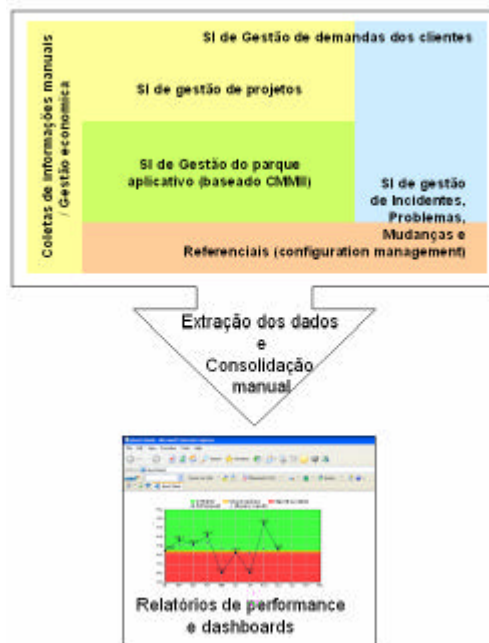 SI de Gestão de demandas dos clientes
Coletas de informações manuais
/ Gestão economica
SI de gestão de projetos
SI de Gestão do parque
aplicativo (baseado CMMII)
SI de gestão
de Incidentes,
Problemas,
Mudanças e
Referenciais (configuration management)
Extração dos dados
e
Consolidação
manual
Relatórios de performance
e dashboards